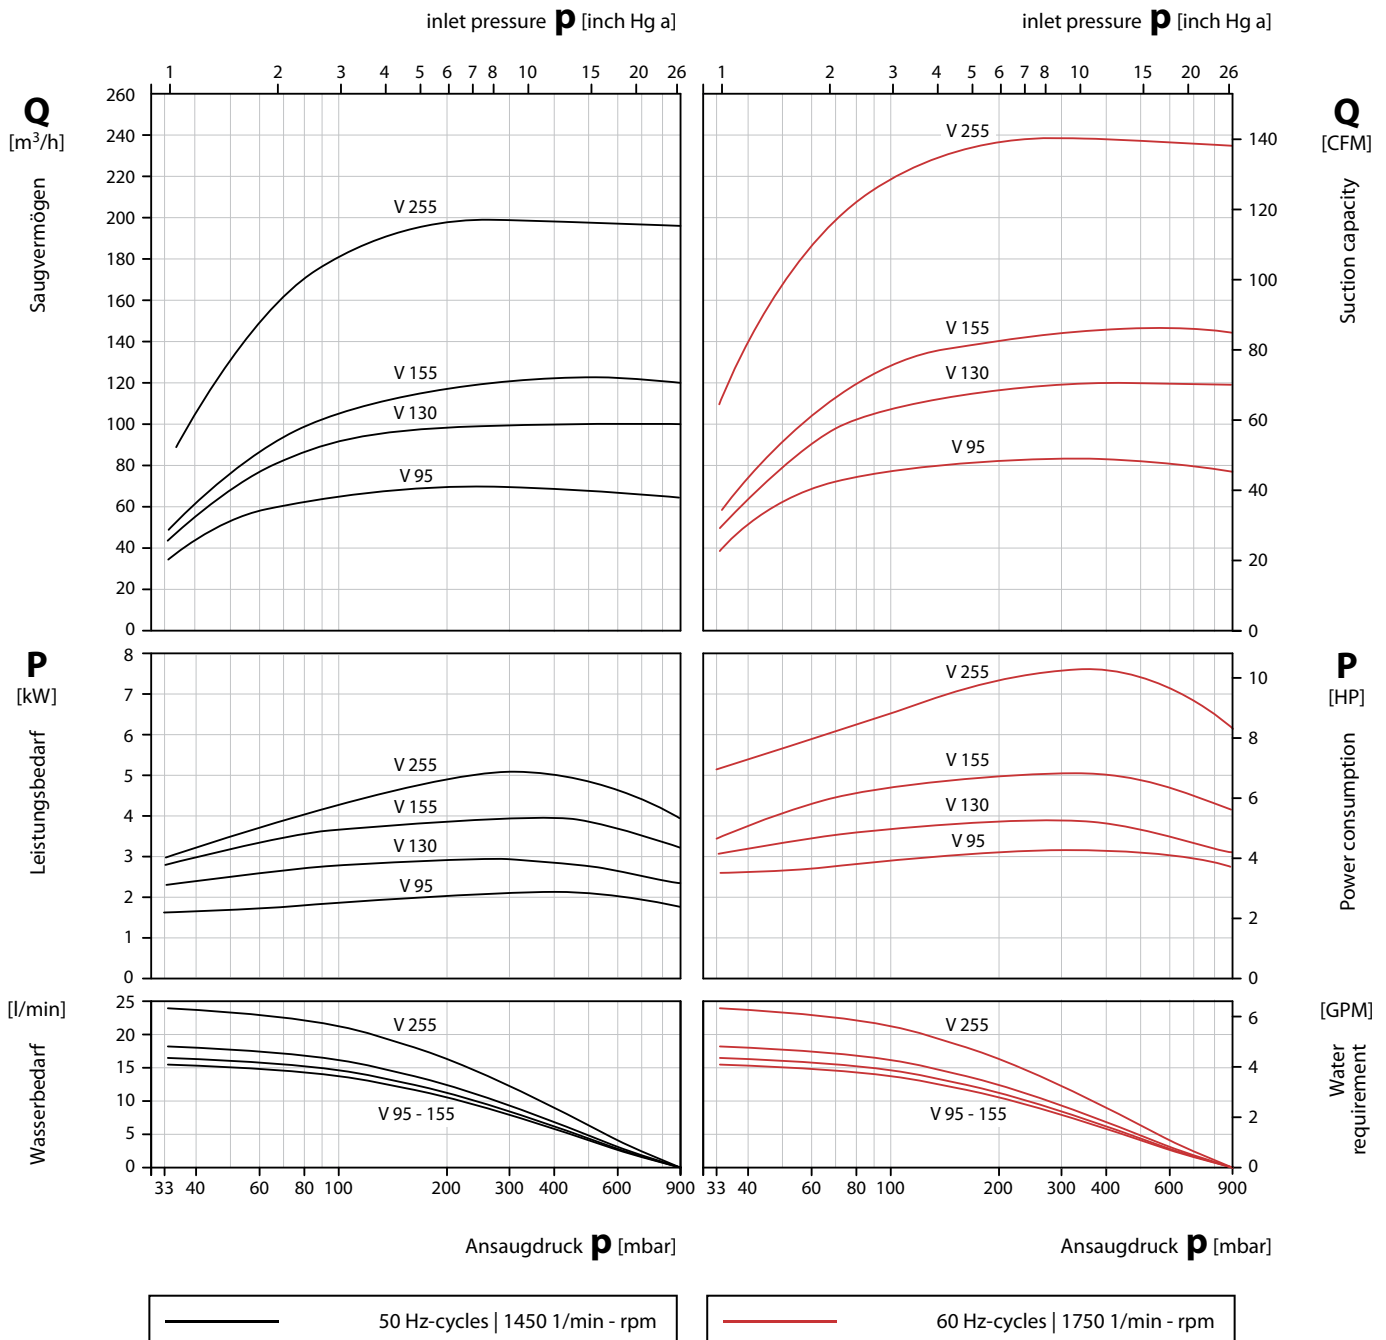 inlet pressure p [inch Hg a]
inlet pressure p [inch Hg a]
1 2 3 4 5 6 7 8 10 15 20 26
1 2 3 4 5 6 7 8 10 15 20 26
Q
[m³/h]
Saugvermögen
260
240
220
200
180
160
140
120
100
80
60
40
20
0
V 255
V 155
V 130
V 95
V 255
V 155
V 130
V 95
140
120
100
80
60
40
20
0
Q
[CFM]
Suction capacity
P
[kW]
Leistungsbedarf
8
7
6
5
4
3
2
1
0
V 255
V 155
V 130
V 95
V 255
V 155
V 130
V 95
10
8
6
4
2
0
P
[HP]
Power consumption
[l/min]
Wasserbedarf
25
20
15
10
5
0
V 255
V 95 - 155
V 255
V 95 - 155
6
4
2
0
[GPM]
Water
requirement
33 40 60 80 100 200 300 400 600 900
33 40 60 80 100 200 300 400 600 900
Ansaugdruck p [mbar]
Ansaugdruck p [mbar]
50 Hz-cycles | 1450 1/min - rpm
60 Hz-cycles | 1750 1/min - rpm